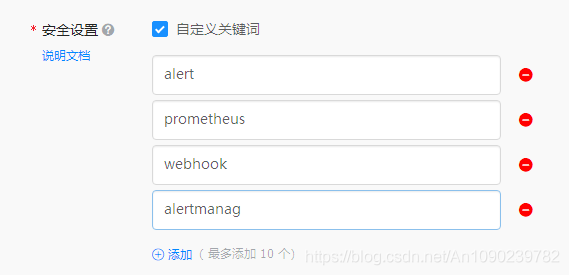 * 安全设置 ? 自定义关键词
说明文档
alert
prometheus
webhook
alertmanag
添加 ( 最多添加 10 个)
https://blog.csdn.net/An1090239782